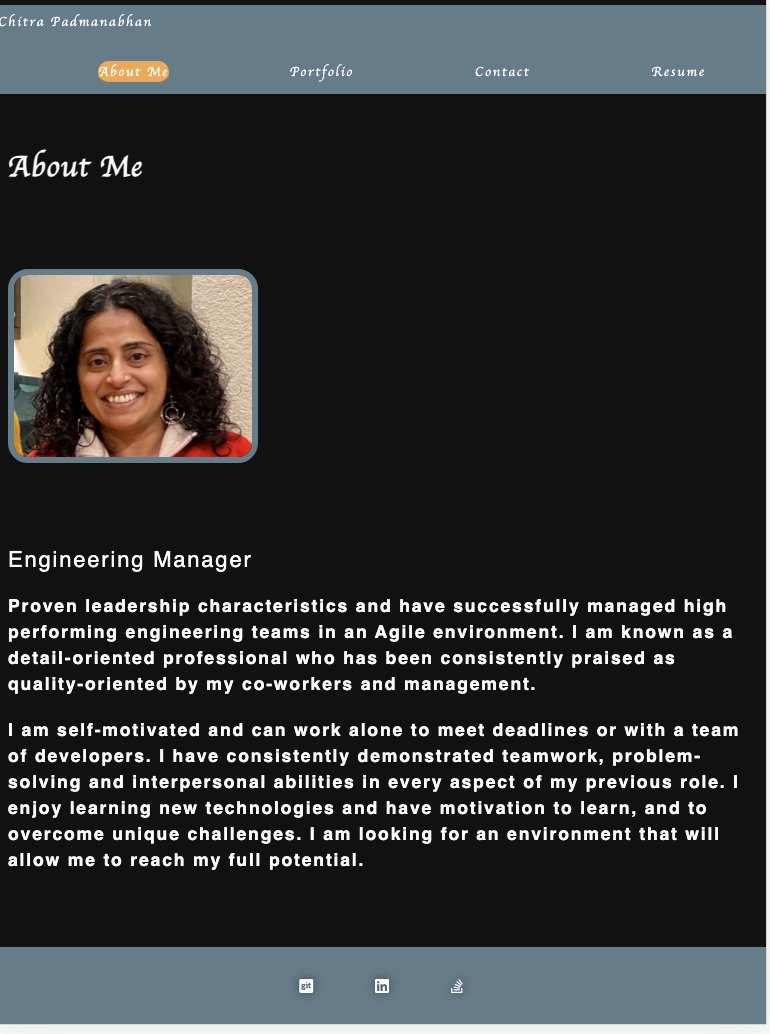 Chitra Padmanabhan
About Me Portfolio Contact Resume
About Me
Engineering Manager
Proven leadership characteristics and have successfully managed high
performing engineering teams in an Agile environment. I am known as a
detail-oriented professional who has been consistently praised as
quality-oriented by my co-workers and management.
I am self-motivated and can work alone to meet deadlines or with a team
of developers. I have consistently demonstrated teamwork, problem-
solving and interpersonal abilities in every aspect of my previous role. I
enjoy learning new technologies and have motivation to learn, and to
overcome unique challenges. I am looking for an environment that will
allow me to reach my full potential.
git in